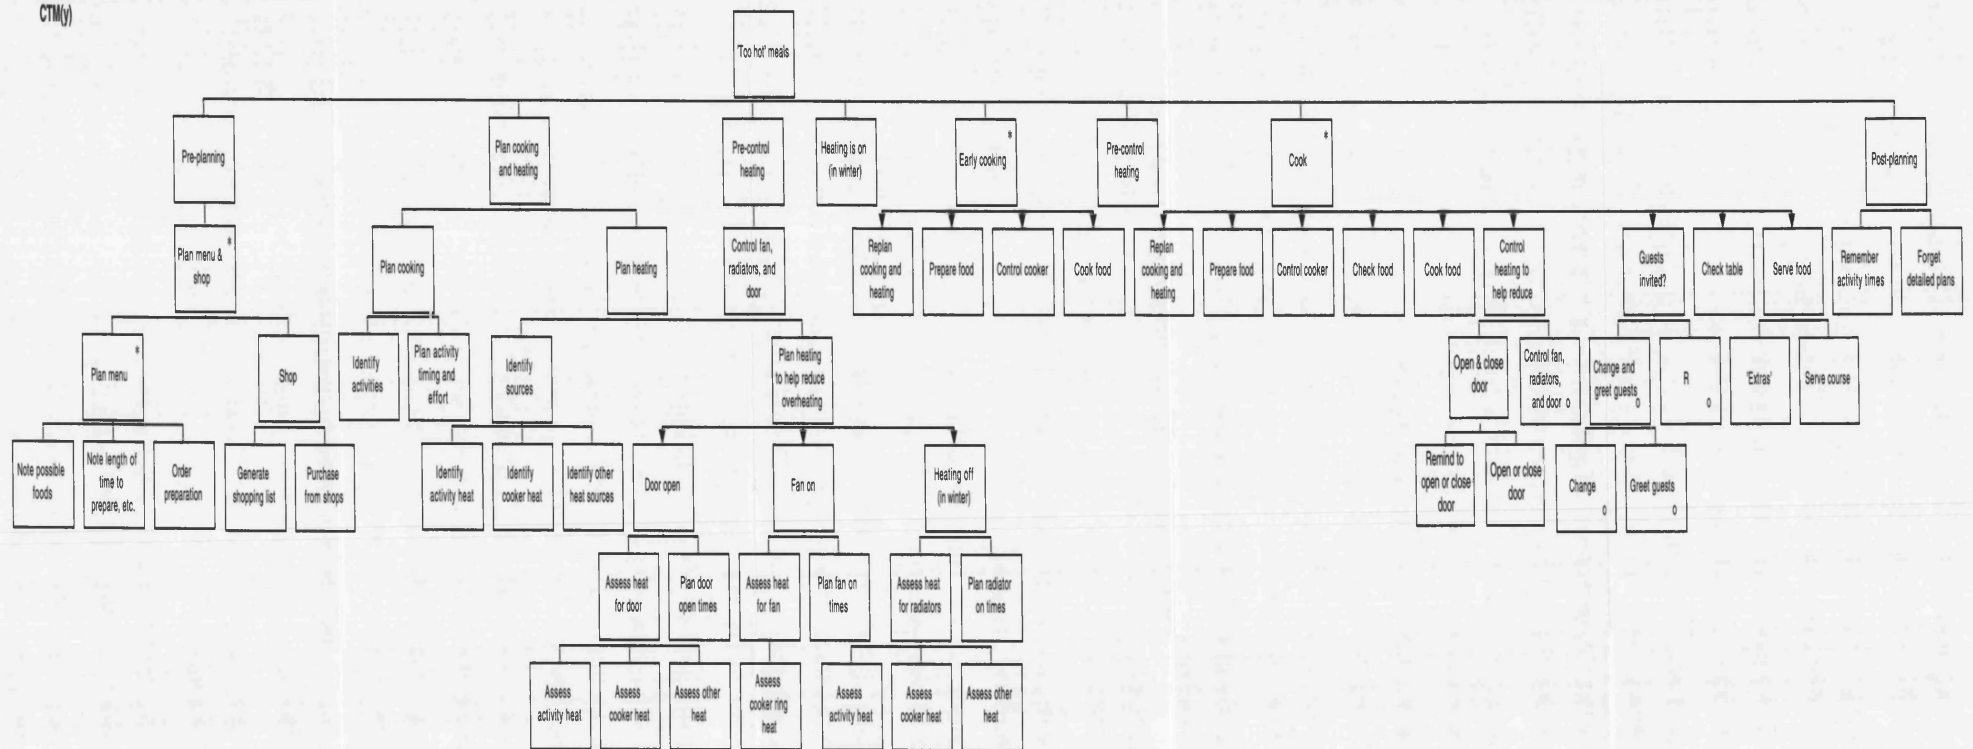 CTM(y)
'Too hot' meals
Pre-planning
Plan cooking
and heating
Pre-control
heating
Heating is on
(in winter)
*
Early cooking
Pre-control
heating
*
Cook
Post-planning
*
Plan menu &
shop
Plan cooking
Plan heating
Control fan,
radiators, and
door
Replan
cooking and
heating
Prepare food
Control cooker
Cook food
Replan
cooking and
heating
Prepare food
Control cooker
Check food
Cook food
Control
heating to
help reduce
Guests
invited?
Check table
Serve food
Remember
activity times
Forget
detailed plans
*
Plan menu
Shop
Identify
activities
Plan activity
timing and
effort
Identify
sources
Plan heating
to help reduce
overheating
Open & close
door
Control fan,
radiators,
and door o
Change and
greet guests
o
R
o
'Extras'
Serve course
Note possible
foods
Note length of
time to
prepare, etc.
Order
preparation
Generate
shopping list
Purchase
from shops
Identify
activity heat
Identify
cooker heat
Identify other
heat sources
Door open
Fan on
Heating off
(in winter)
Remind to
open or close
door
Open or close
door
Change
o
Greet guests
o
Assess heat
for door
Plan door
open times
Assess heat
for fan
Plan fan on
times
Assess heat
for radiators
Plan radiator
on times
Assess
activity heat
Assess
cooker heat
Assess other
heat
Assess
cooker ring
heat
Assess
activity heat
Assess
cooker heat
Assess other
heat